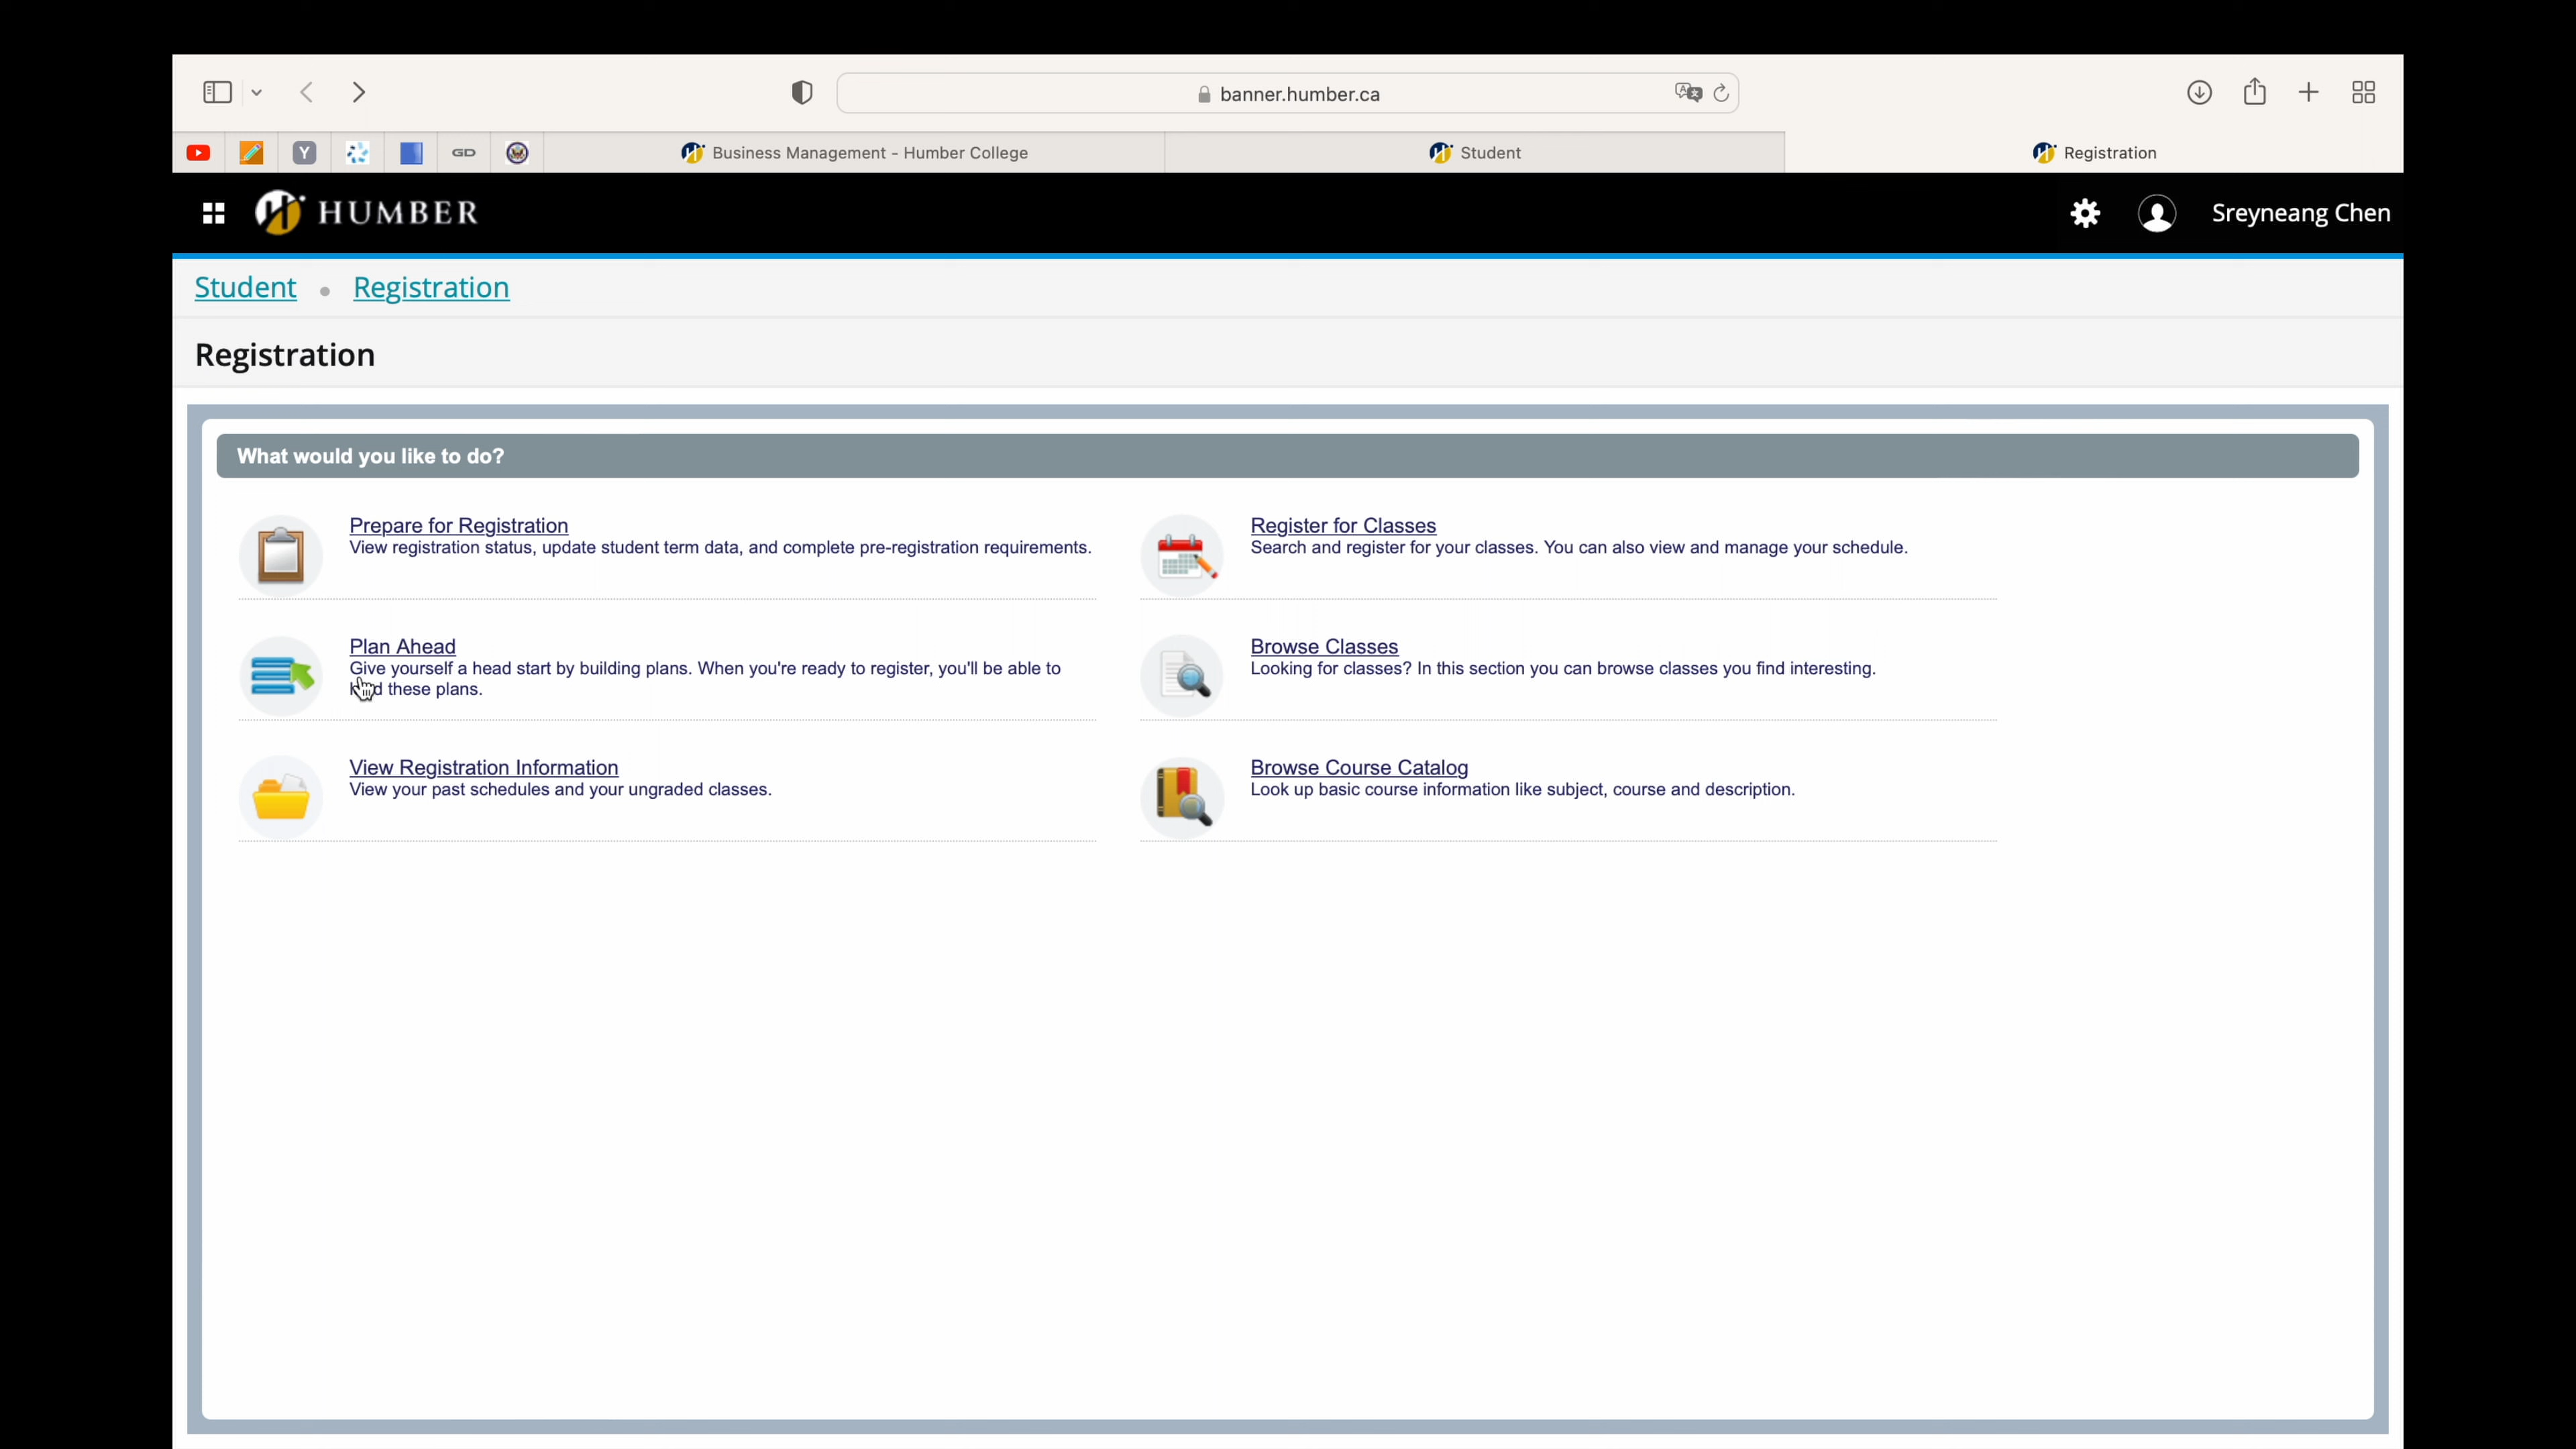 banner.humber.ca
Y
GD
Business Management - Humber College
Student
Registration
HUMBER
Sreyneang Chen
Student • Registration
Registration
What would you like to do?
Prepare for Registration
View registration status, update student term data, and complete pre-registration requirements.
Register for Classes
Search and register for your classes. You can also view and manage your schedule.
Plan Ahead
Give yourself a head start by building plans. When you're ready to register, you'll be able to
these plans.
Browse Classes
Looking for classes? In this section you can browse classes you find interesting.
View Registration Information
View your past schedules and your ungraded classes.
Browse Course Catalog
Look up basic course information like subject, course and description.